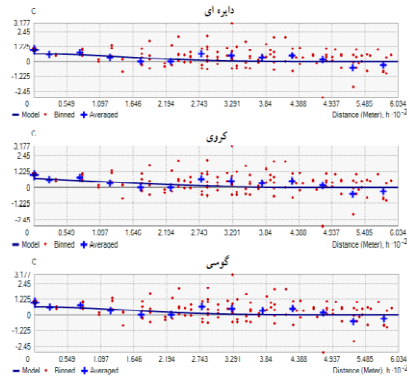 دایره ای
C
3.177
2.45
1.225
0
-1.225
-2.45
0 0.549 1.097 1.646 2.194 2.743 3.291 3.84 4.388 4.937 5.485 6.034
Model Binned Averaged Distance (Meter), h ·10⁻²
کروی
C
3.177
2.45
1.225
0
-1.225
-2.45
0 0.549 1.097 1.646 2.194 2.743 3.291 3.84 4.388 4.937 5.485 6.034
Model Binned Averaged Distance (Meter), h ·10⁻²
گوسی
C
3.177
2.45
1.225
0
-1.225
-2.45
0 0.549 1.097 1.646 2.194 2.743 3.291 3.84 4.388 4.937 5.485 6.034
Model Binned Averaged Distance (Meter), h ·10⁻²